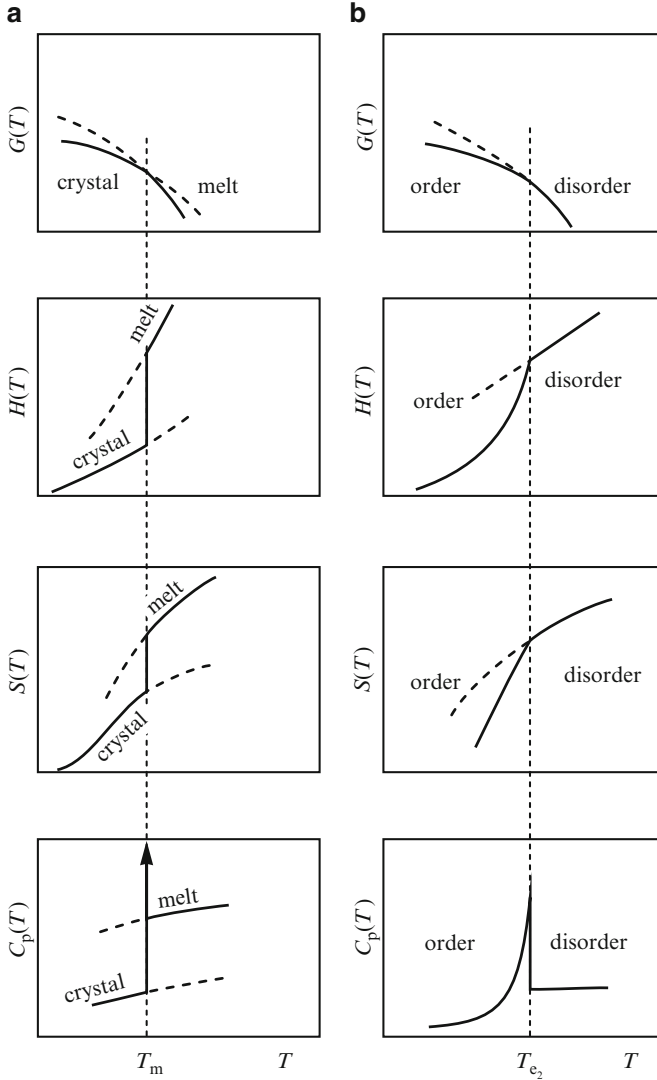 a
b
G(T)
crystal
melt
G(T)
order
disorder
H(T)
melt
crystal
H(T)
order
disorder
S(T)
melt
crystal
S(T)
order
disorder
Cp(T)
melt
crystal
Cp(T)
order
disorder
Tm
T
Te2
T